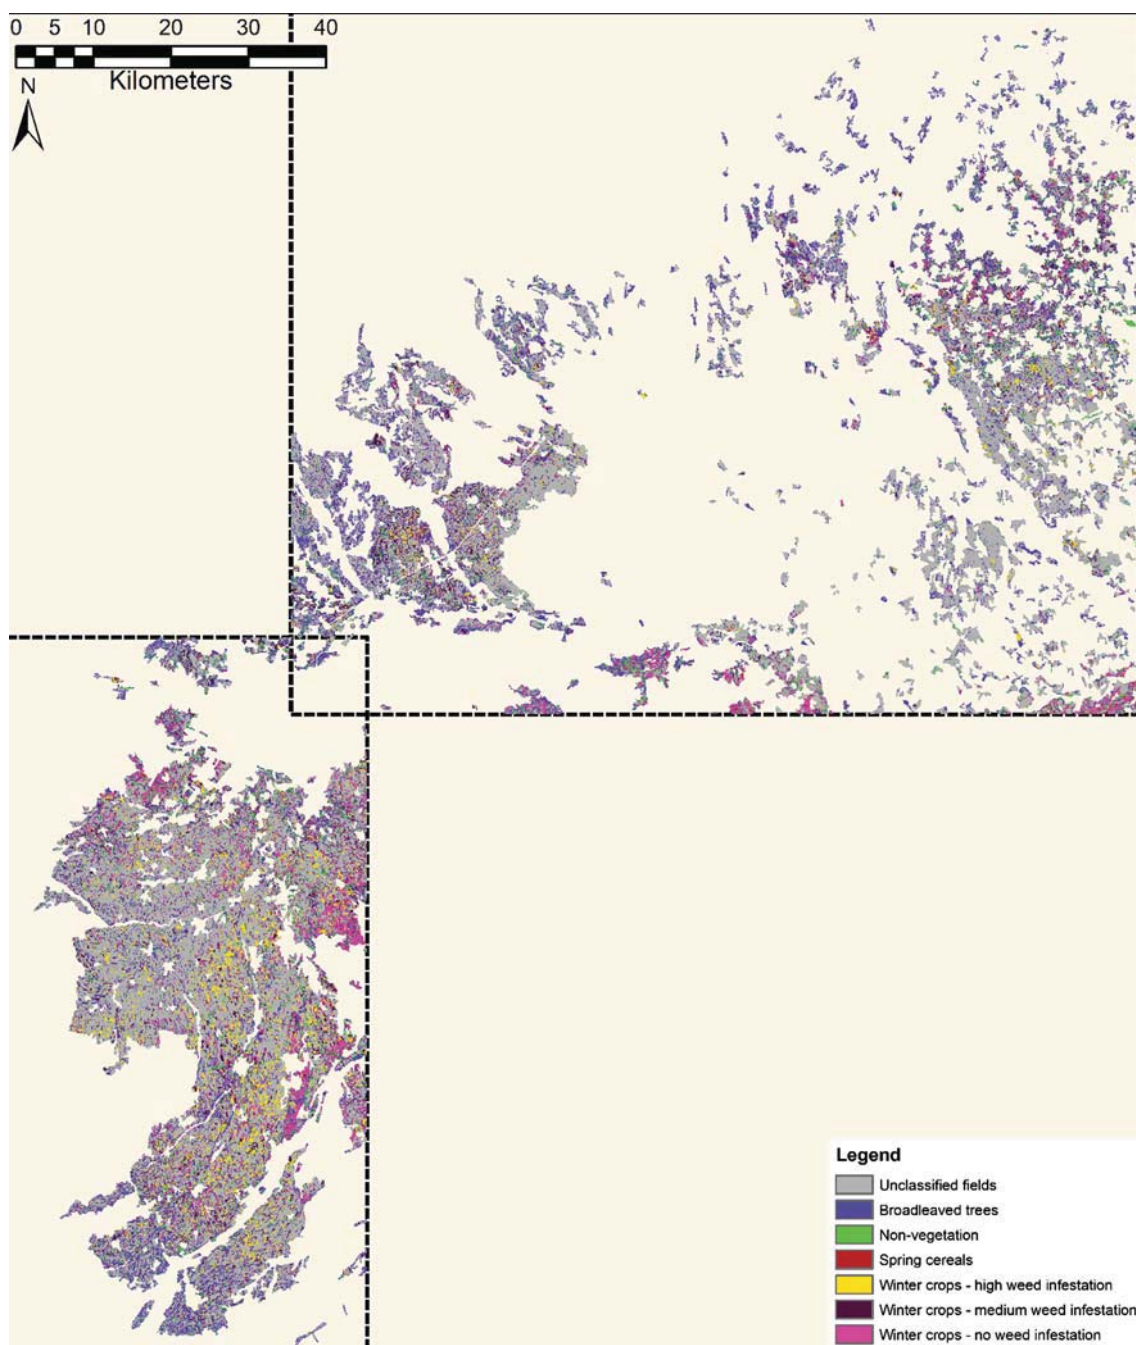 0 5 10 20 30 40
Kilometers
N
Legend
Unclassified fields
Broadleaved trees
Non-vegetation
Spring cereals
Winter crops - high weed infestation
Winter crops - medium weed infestation
Winter crops - no weed infestation